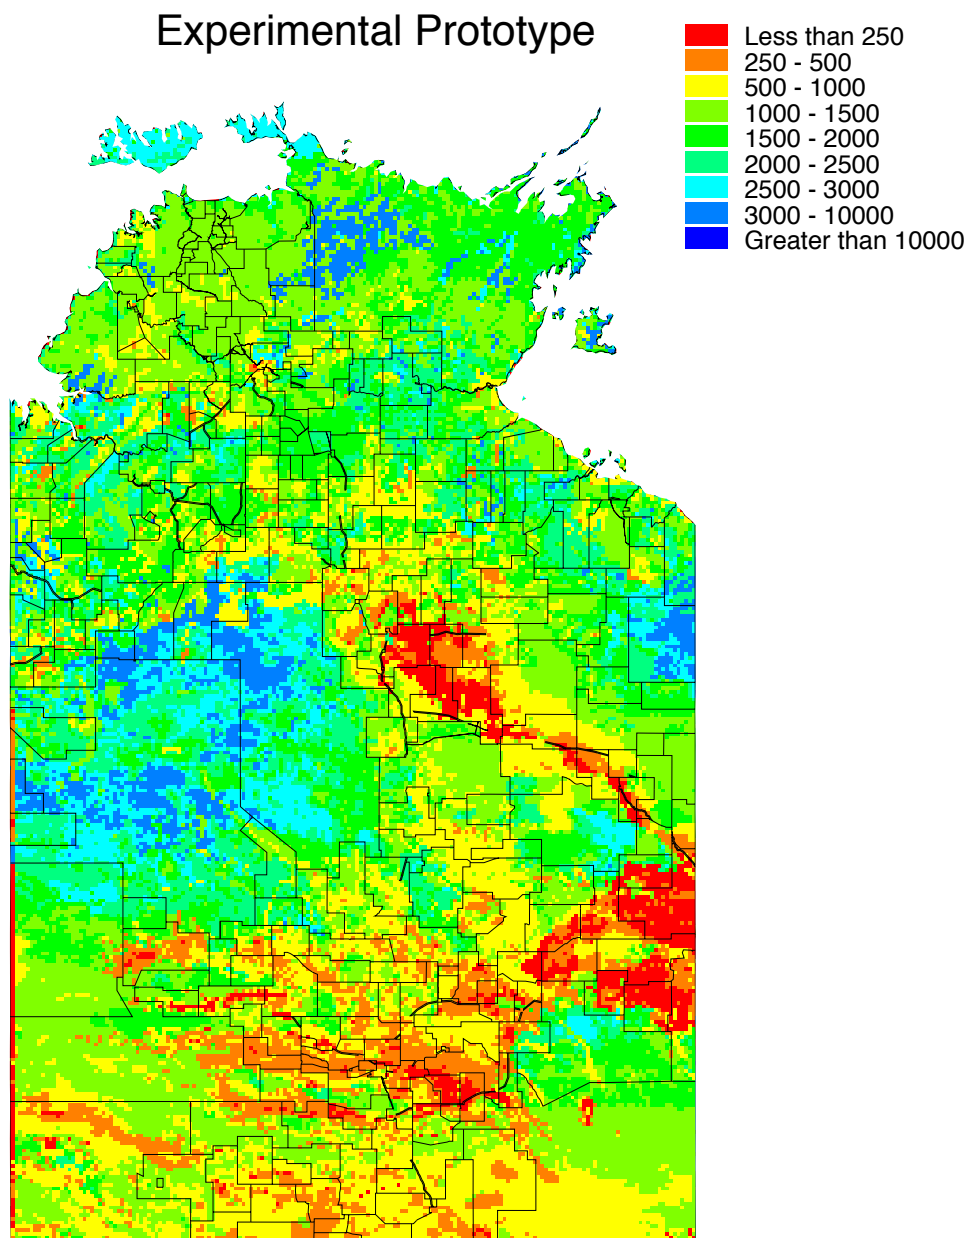 Experimental Prototype
Less than 250
250 - 500
500 - 1000
1000 - 1500
1500 - 2000
2000 - 2500
2500 - 3000
3000 - 10000
Greater than 10000